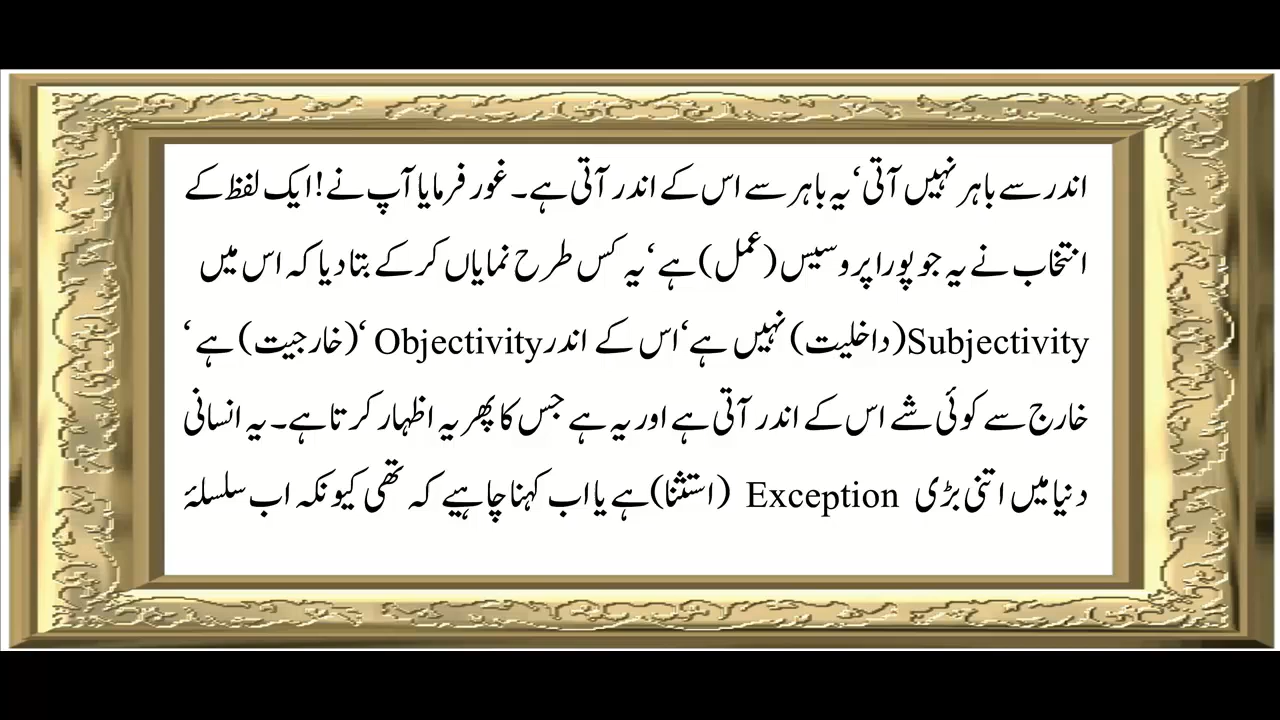 اندر سے باہر نہیں آتی‘ یہ باہر سے اس کے اندر آتی ہے۔ غور فرمایا آپ نے! ایک لفظ کے
انتخاب نے یہ جو پورا پروسیس (عمل) ہے‘ یہ کس طرح نمایاں کر کے بتا دیا کہ اس میں
Subjectivity(داخلیت) نہیں ہے‘ اس کے اندر Objectivity ‘(خارجیت) ہے‘
خارج سے کوئی شے اس کے اندر آتی ہے اور یہ ہے جس کا پھر یہ اظہار کرتا ہے۔ یہ انسانی
دنیا میں اتنی بڑی Exception (استثنا) ہے یا اب کہنا چاہیے کہ تھی کیونکہ اب سلسلۂ